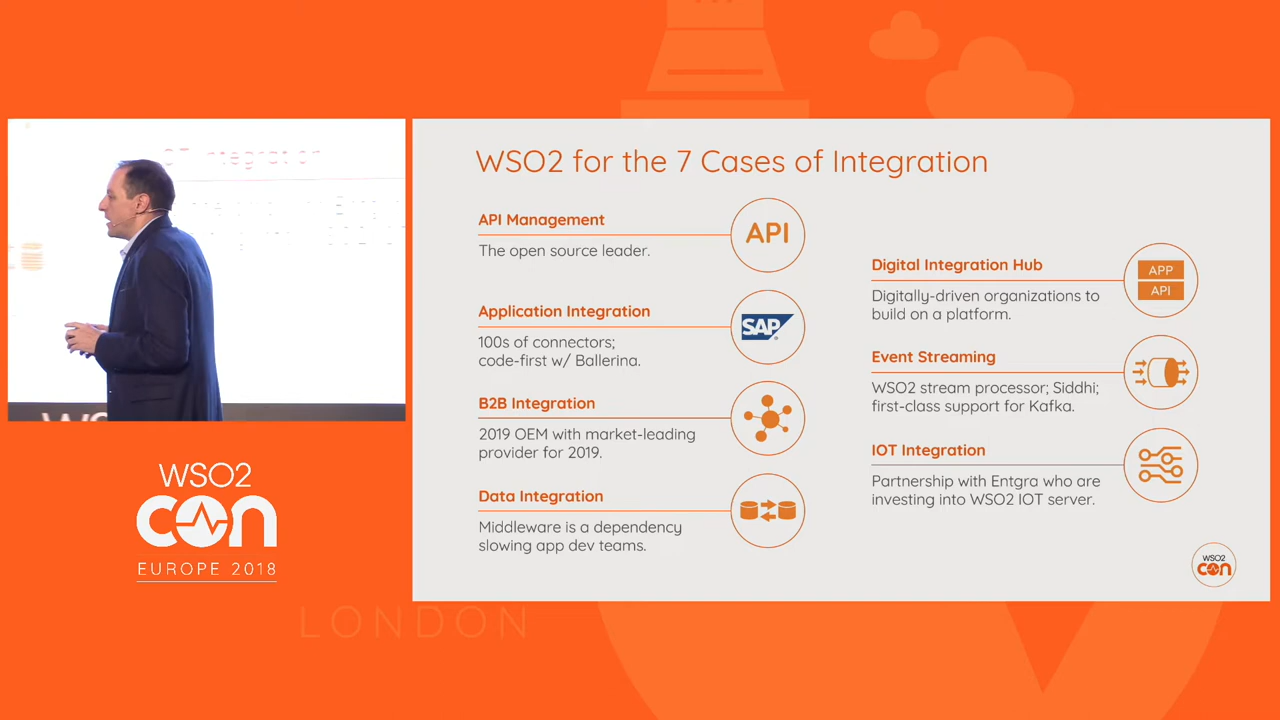 WSO2 for the 7 Cases of Integration
API Management
The open source leader.
API
Application Integration
100s of connectors;
code-first w/ Ballerina.
SAP
B2B Integration
2019 OEM with market-leading
provider for 2019.
Data Integration
Middleware is a dependency
slowing app dev teams.
Digital Integration Hub
Digitally-driven organizations to
build on a platform.
APP
API
Event Streaming
WSO2 stream processor; Siddhi;
first-class support for Kafka.
IOT Integration
Partnership with Entgra who are
investing into WSO2 IOT server.
WSO2
CON
WSO2
CON
EUROPE 2018
LONDON